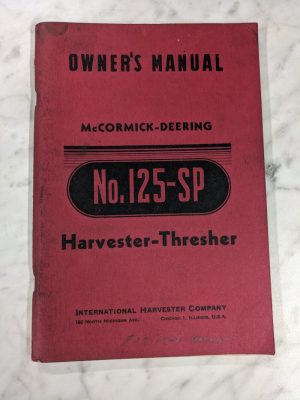 OWNER'S MANUAL
McCORMICK-DEERING
No. 125-SP
Harvester-Thresher
INTERNATIONAL HARVESTER COMPANY
180 NORTH MICHIGAN AVE. CHICAGO 1, ILLINOIS, U.S.A.